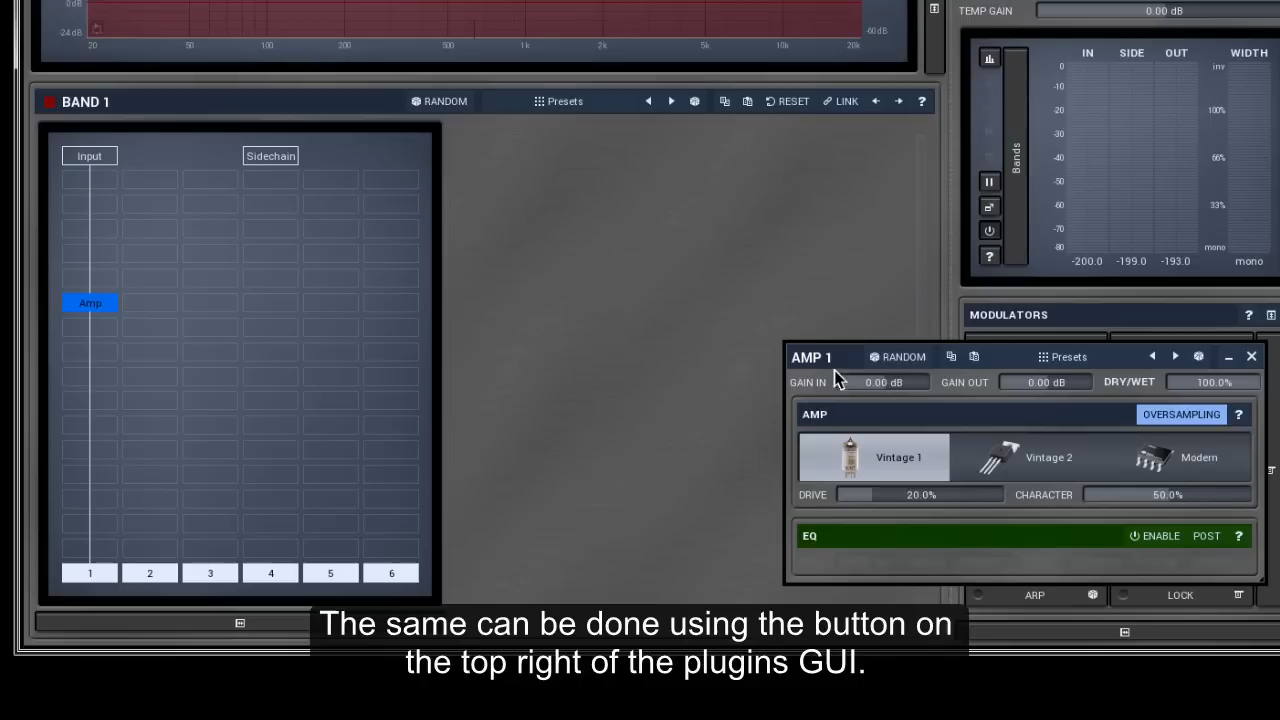 0dB
-24 dB
-60 dB
20 50 100 200 500 1k 2k 5k 10k 20k
TEMP GAIN 0.00 dB
IN SIDE OUT WIDTH
0 inv
-10
-20 100%
-30
-40 66%
-50
-60 33%
-70
-80 mono
-200.0 -199.0 -193.0 mono
Bands
?
BAND 1 RANDOM Presets RESET LINK ?
Input Sidechain
Amp
1 2 3 4 5 6
MODULATORS ?
AMP 1 RANDOM Presets
GAIN IN 0.00 dB GAIN OUT 0.00 dB DRY/WET 100.0%
AMP OVERSAMPLING ?
Vintage 1 Vintage 2 Modern
DRIVE 20.0% CHARACTER 50.0%
EQ ENABLE POST ?
ARP LOCK
The same can be done using the button on
the top right of the plugins GUI.